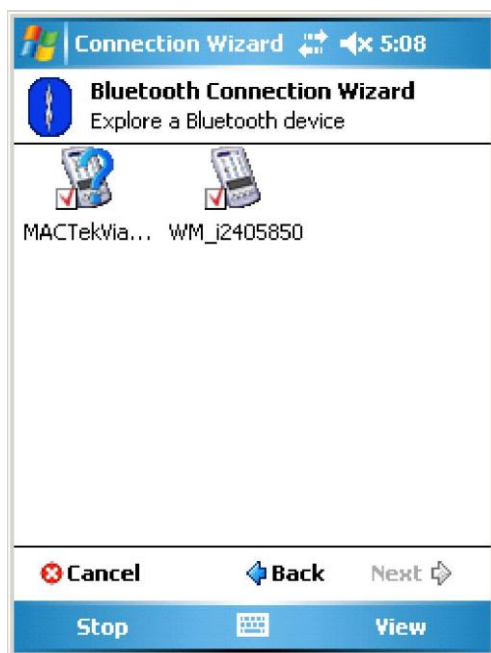 Connection Wizard 5:08
Bluetooth Connection Wizard
Explore a Bluetooth device
MACTekVia... WM_i2405850
Cancel Back Next
Stop View